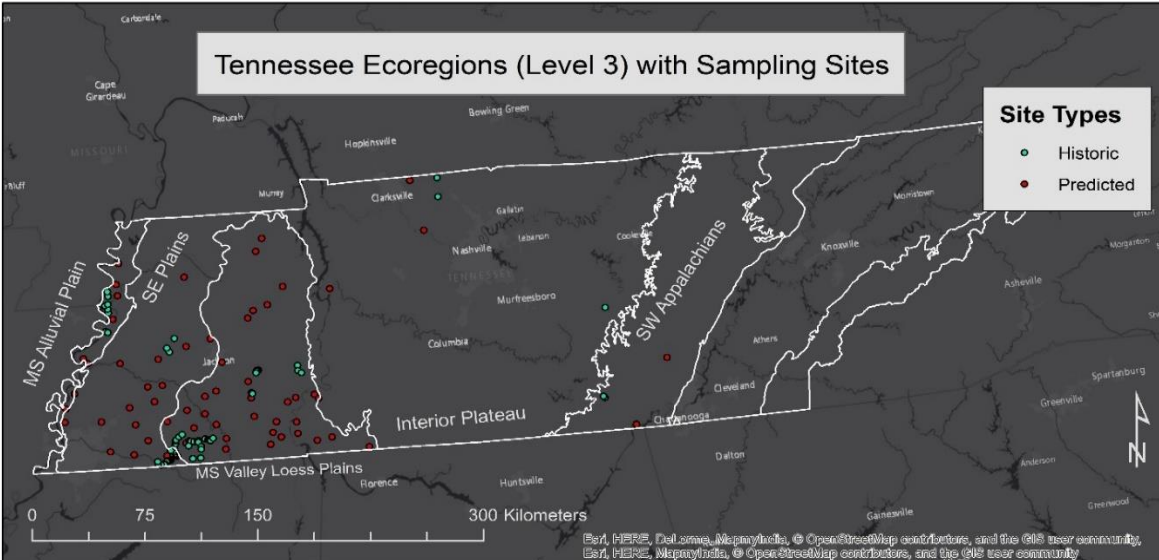 Carbondale
Cape
Girardeau
Tennessee Ecoregions (Level 3) with Sampling Sites
Paducah
Bowling Green
MISSOURI
Hopkinsville
Site Types
Historic
Predicted
Murray
Clarksville
Gallatin
Lebanon
Nashville
Cookeville
TENNESSEE
Murfreesboro
Columbia
Jackson
MS Alluvial Plain
SE Plains
SW Appalachians
Knoxville
Morristown
Morganton
Asheville
Athens
Cleveland
Chattanooga
Spartanburg
Greenville
Interior Plateau
MS Valley Loess Plains
Florence
Huntsville
Dalton
Anderson
Greenwood
Gainesville
N
0 75 150 300 Kilometers
Esri, HERE, DeLorme, MapmyIndia, © OpenStreetMap contributors, and the GIS user community,
Esri, HERE, MapmyIndia, © OpenStreetMap contributors, and the GIS user community